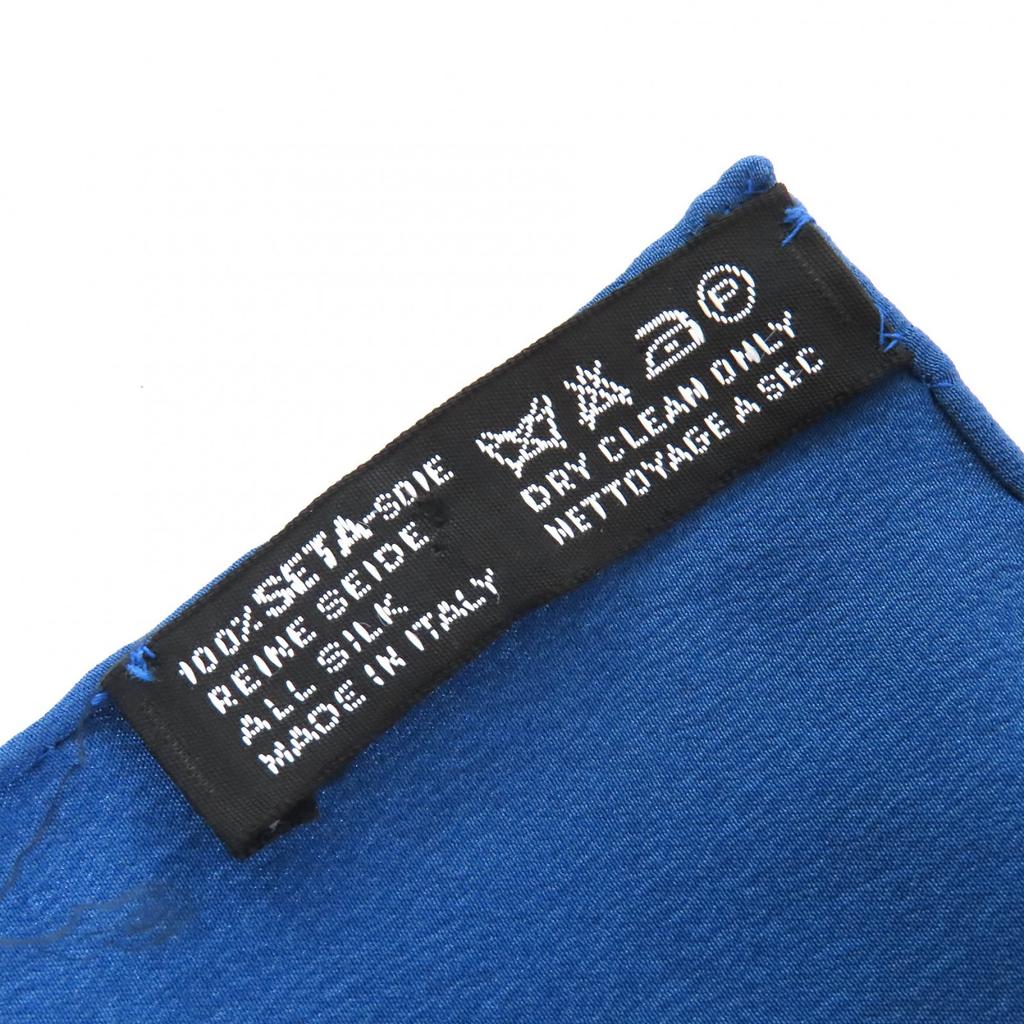 100% SETA-SOIE
REINE SEIDE
ALL SILK
MADE IN ITALY
P
DRY CLEAN ONLY
NETTOYAGE A SEC